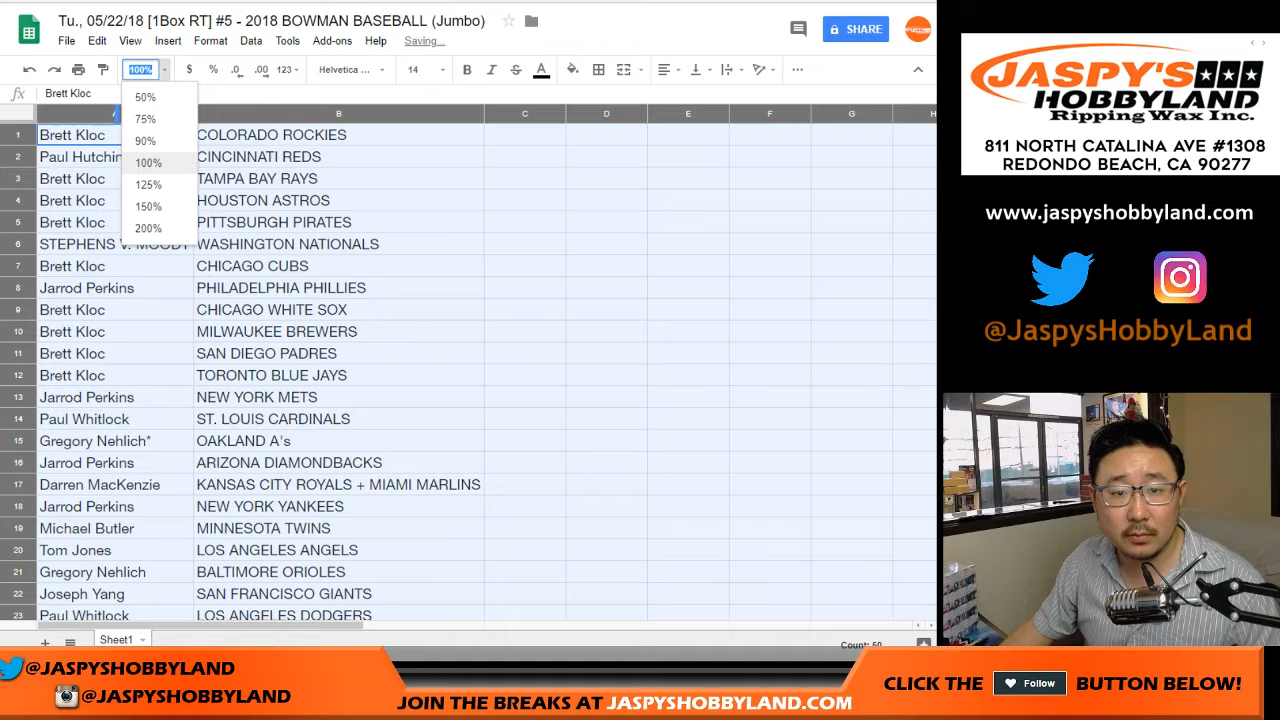 Tu., 05/22/18 [1Box RT] #5 - 2018 BOWMAN BASEBALL (Jumbo)
File Edit View Insert Format Data Tools Add-ons Help Saving...
SHARE
100% $ % .0 .00 123 Helvetica ... 14 B I S A
fx Brett Kloc
50%
75%
90%
100%
125%
150%
200%
A B C D E F G H
1 Brett Kloc COLORADO ROCKIES
2 Paul Hutchin CINCINNATI REDS
3 Brett Kloc TAMPA BAY RAYS
4 Brett Kloc HOUSTON ASTROS
5 Brett Kloc PITTSBURGH PIRATES
6 STEPHENS V. MOODY WASHINGTON NATIONALS
7 Brett Kloc CHICAGO CUBS
8 Jarrod Perkins PHILADELPHIA PHILLIES
9 Brett Kloc CHICAGO WHITE SOX
10 Brett Kloc MILWAUKEE BREWERS
11 Brett Kloc SAN DIEGO PADRES
12 Brett Kloc TORONTO BLUE JAYS
13 Jarrod Perkins NEW YORK METS
14 Paul Whitlock ST. LOUIS CARDINALS
15 Gregory Nehlich* OAKLAND A's
16 Jarrod Perkins ARIZONA DIAMONDBACKS
17 Darren MacKenzie KANSAS CITY ROYALS + MIAMI MARLINS
18 Jarrod Perkins NEW YORK YANKEES
19 Michael Butler MINNESOTA TWINS
20 Tom Jones LOS ANGELES ANGELS
21 Gregory Nehlich BALTIMORE ORIOLES
22 Joseph Yang SAN FRANCISCO GIANTS
23 Paul Whitlock LOS ANGELES DODGERS
Sheet1
Count: 60
JASPY'S
HOBBYLAND
Ripping Wax Inc.
811 NORTH CATALINA AVE #1308
REDONDO BEACH, CA 90277
www.jaspyshobbyland.com
@JaspysHobbyLand
@JASPYSHOBBYLAND
@JASPYSHOBBYLAND
JOIN THE BREAKS AT JASPYSHOBBYLAND.COM
CLICK THE Follow BUTTON BELOW!